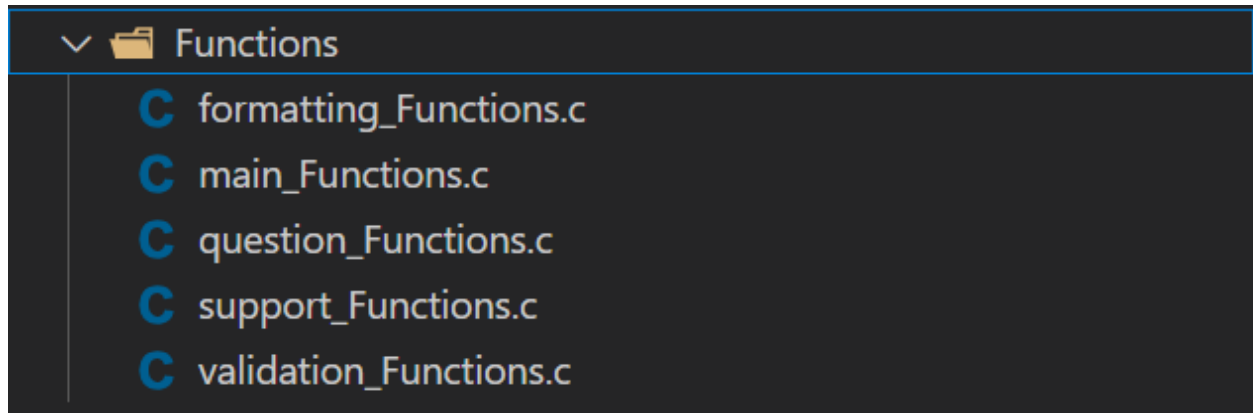 Functions
C formatting_Functions.c
C main_Functions.c
C question_Functions.c
C support_Functions.c
C validation_Functions.c